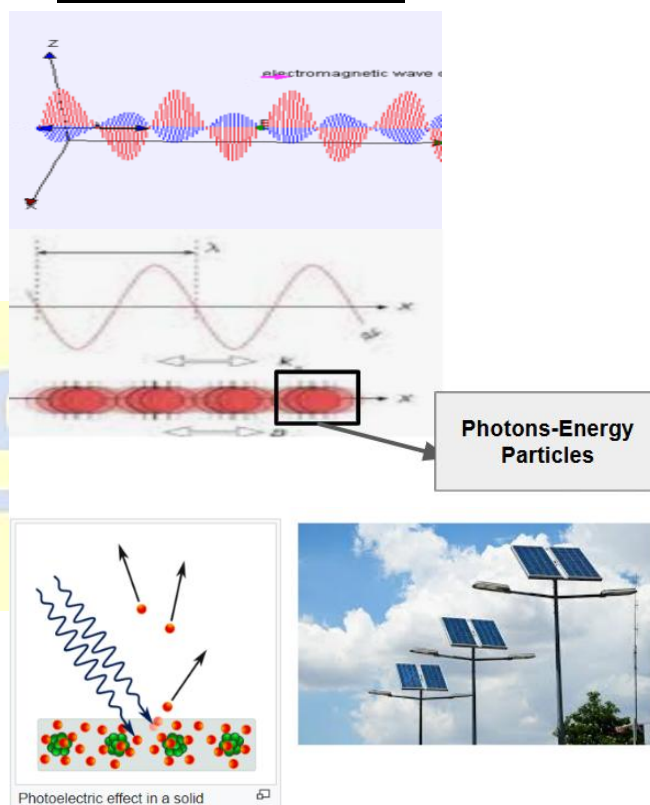 Z
electromagnetic wave
E
X
λ
x
x
Photons-Energy
Particles
Photoelectric effect in a solid